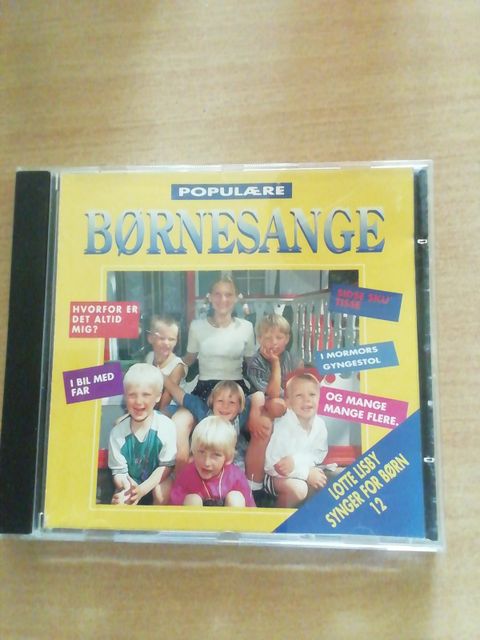 POPULÆRE
BØRNESANGE
HVORFOR ER
DET ALTID
MIG?
SIDSE SKU'
TISSE
I MORMORS
GYNGESTOL
I BIL MED
FAR
OG MANGE
MANGE FLERE.
LOTTE LISBY
SYNGER FOR BØRN
12